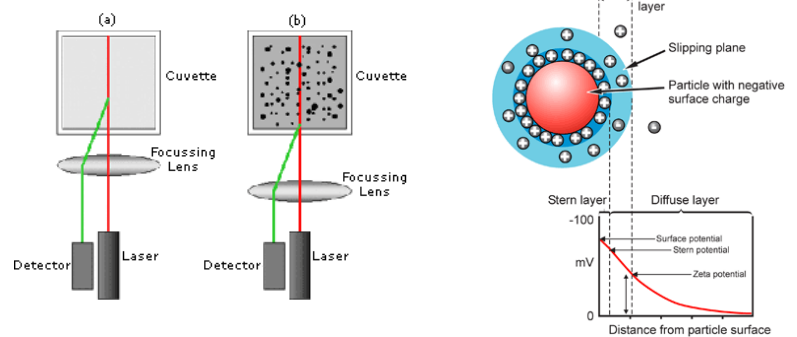 (a)
Cuvette
Focussing
Lens
Detector
Laser
(b)
Cuvette
Focussing
Lens
Detector
Laser
layer
Slipping plane
Particle with negative
surface charge
Stern layer
Diffuse layer
-100
Surface potential
Stern potential
mV
Zeta potential
0
Distance from particle surface